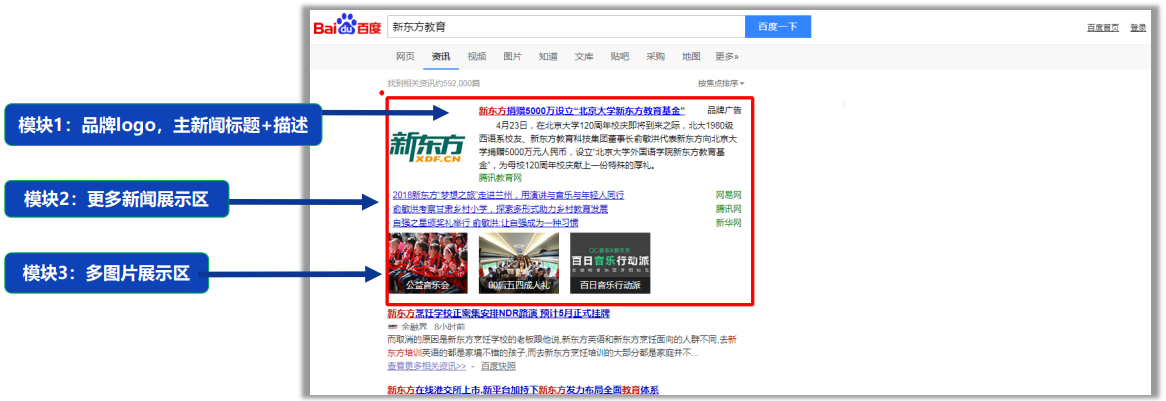 Bai du 百度
新东方教育
百度一下
百度首页 登录
网页 资讯 视频 图片 知道 文库 贴吧 采购 地图 更多»
找到相关资讯约592,000篇
按焦点排序
模块1：品牌logo，主新闻标题+描述
新东方捐赠5000万设立“北京大学新东方教育基金” 品牌广告
新东方
XDF.CN
4月23日，在北京大学120周年校庆即将到来之际，北大1980级
西语系校友、新东方教育科技集团董事长俞敏洪代表新东方向北京大
学捐赠5000万元人民币，设立“北京大学外国语学院新东方教育基
金”，为母校120周年校庆献上一份特殊的厚礼。
腾讯教育网
模块2：更多新闻展示区
2018新东方“梦想之旅”走进兰州，用演讲与音乐与年轻人同行 网易网
俞敏洪考察甘肃乡村小学，探索多形式助力乡村教育发展 腾讯网
自强之星颁奖礼举行 俞敏洪:让自强成为一种习惯 新华网
模块3：多图片展示区
百日音乐行动派
公益音乐会 00后五四成人礼 百日音乐行动派
新东方烹饪学校正密集安排NDR路演 预计5月正式挂牌
金融界 8小时前
而取消的原因是新东方烹饪学校的老板跟他说,新东方英语和新东方烹饪面向的人群不同,去新
东方培训英语的都是家境不错的孩子,而去新东方烹饪培训的大部分都是家庭并不...
查看更多相关资讯>> - 百度快照
新东方在线港交所上市,新平台加持下新东方发力布局全面教育体系